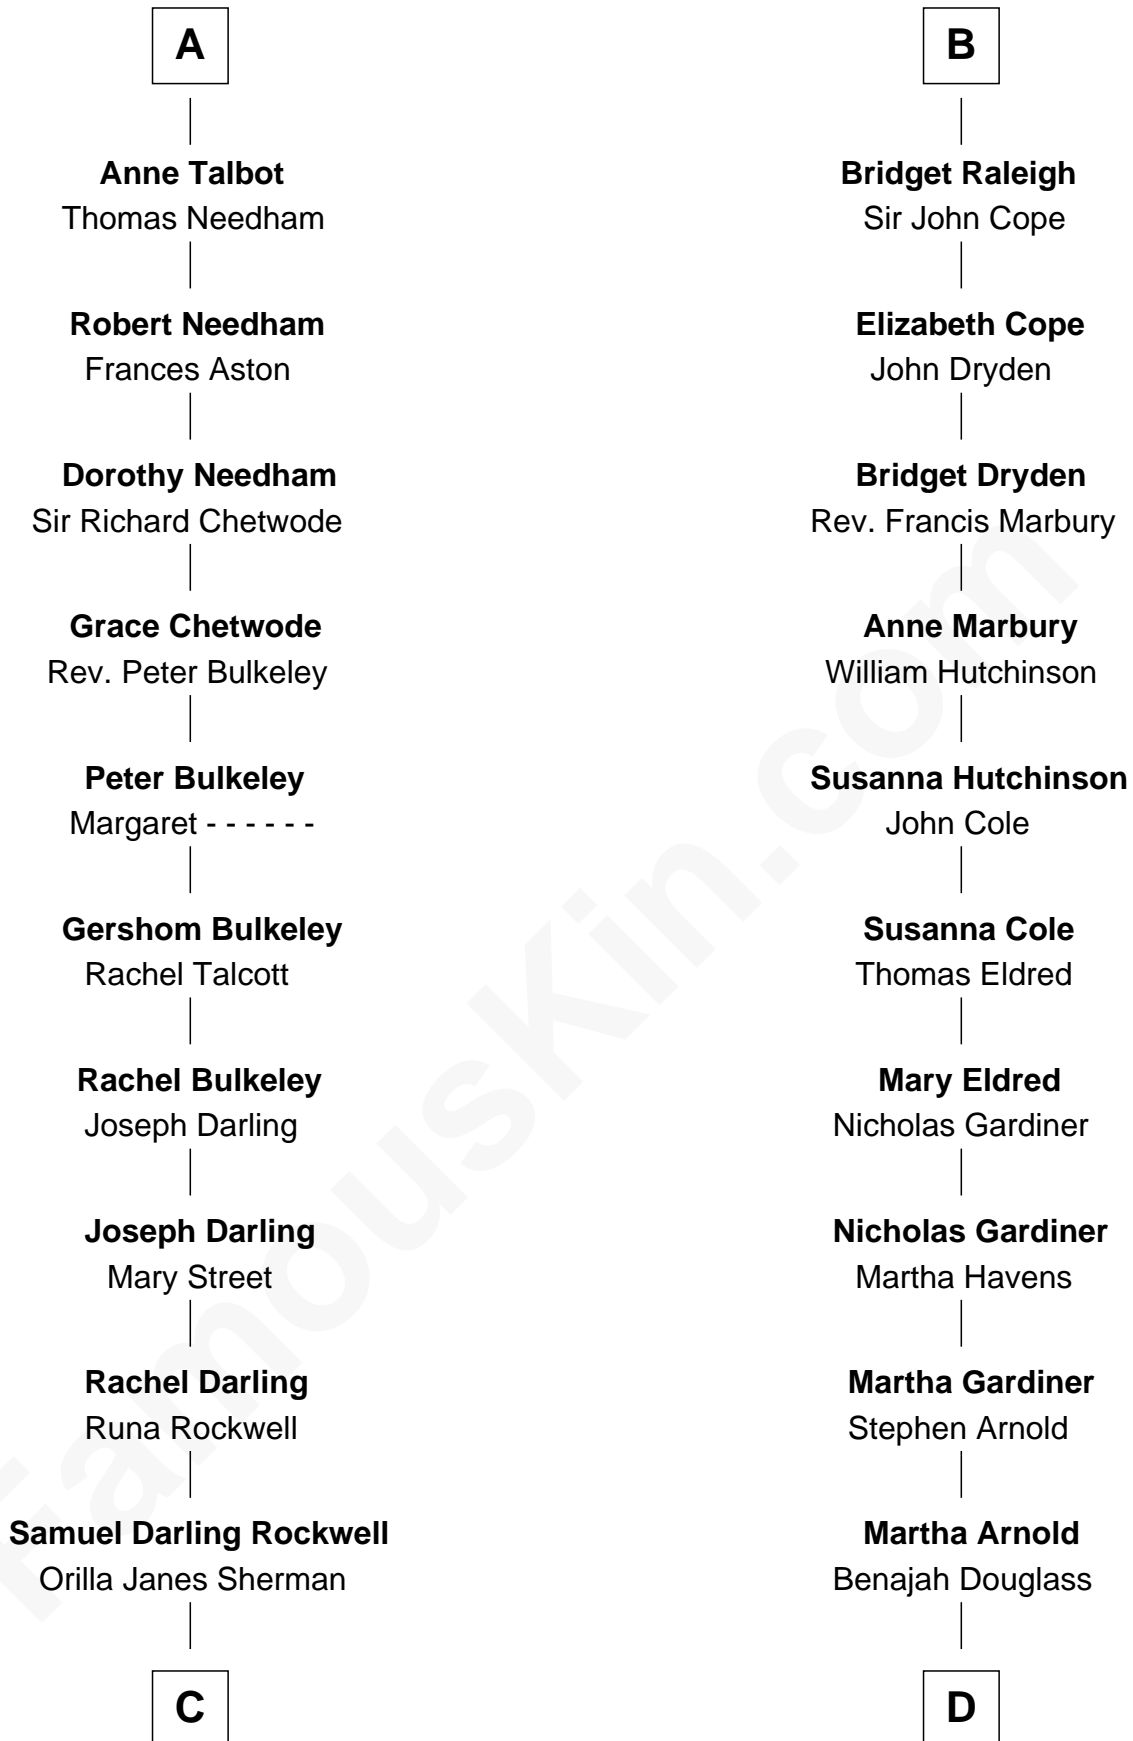 A
Anne Talbot
Thomas Needham
Robert Needham
Frances Aston
Dorothy Needham
Sir Richard Chetwode
Grace Chetwode
Rev. Peter Bulkeley
Peter Bulkeley
Margaret - - - - - -
Gershom Bulkeley
Rachel Talcott
Rachel Bulkeley
Joseph Darling
Joseph Darling
Mary Street
Rachel Darling
Runa Rockwell
Samuel Darling Rockwell
Orilla Janes Sherman
C
B
Bridget Raleigh
Sir John Cope
Elizabeth Cope
John Dryden
Bridget Dryden
Rev. Francis Marbury
Anne Marbury
William Hutchinson
Susanna Hutchinson
John Cole
Susanna Cole
Thomas Eldred
Mary Eldred
Nicholas Gardiner
Nicholas Gardiner
Martha Havens
Martha Gardiner
Stephen Arnold
Martha Arnold
Benajah Douglass
D
FamousKin.com